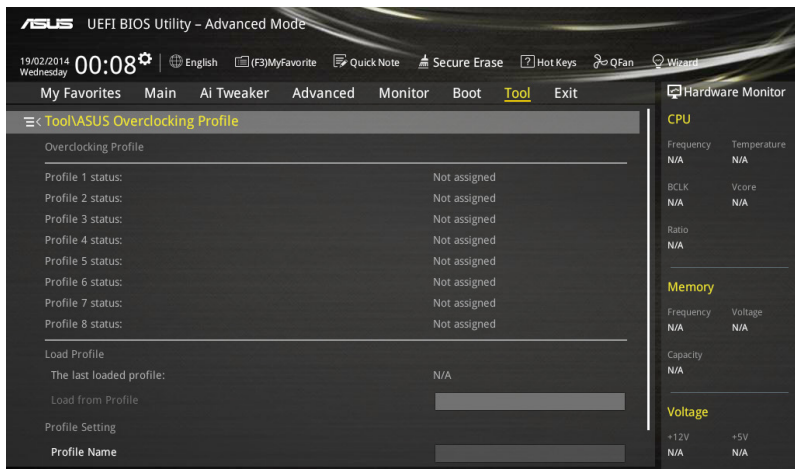 ASUS UEFI BIOS Utility – Advanced Mode
19/02/2014
Wednesday
00:08
English
(F3)MyFavorite
Quick Note
Secure Erase
? Hot Keys
QFan
Wizard
My Favorites Main Ai Tweaker Advanced Monitor Boot Tool Exit
Tool\ASUS Overclocking Profile
Overclocking Profile
Profile 1 status: Not assigned
Profile 2 status: Not assigned
Profile 3 status: Not assigned
Profile 4 status: Not assigned
Profile 5 status: Not assigned
Profile 6 status: Not assigned
Profile 7 status: Not assigned
Profile 8 status: Not assigned
Load Profile
The last loaded profile: N/A
Load from Profile
Profile Setting
Profile Name
Hardware Monitor
CPU
Frequency Temperature
N/A N/A
BCLK Vcore
N/A N/A
Ratio
N/A
Memory
Frequency Voltage
N/A N/A
Capacity
N/A
Voltage
+12V +5V
N/A N/A